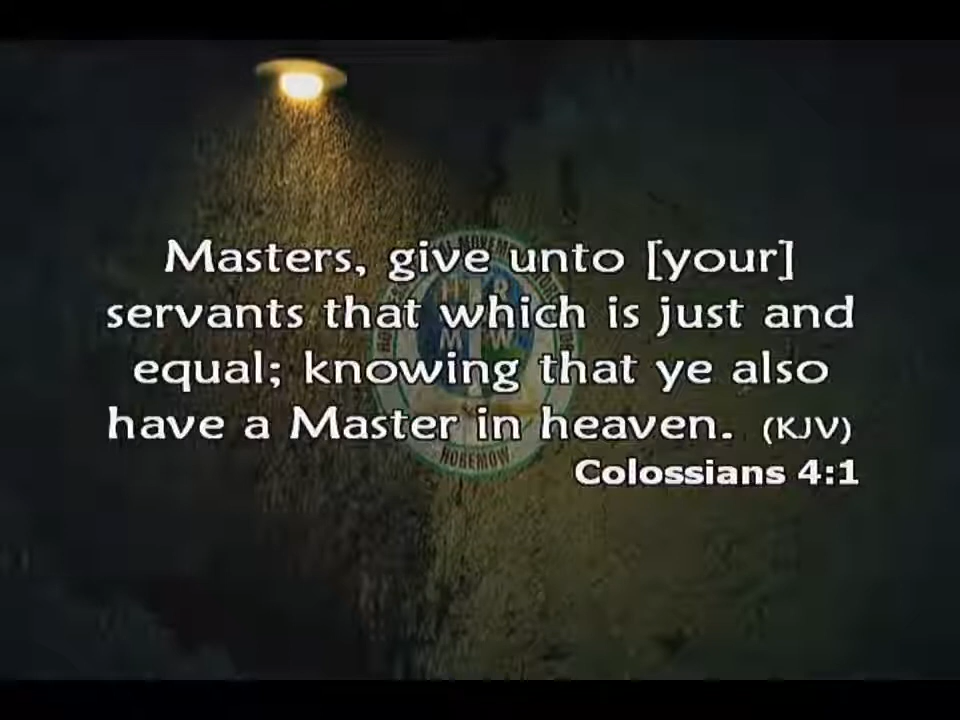 Masters, give unto [your]
servants that which is just and
equal; knowing that ye also
have a Master in heaven. (KJV)
Colossians 4:1
HOREMOW